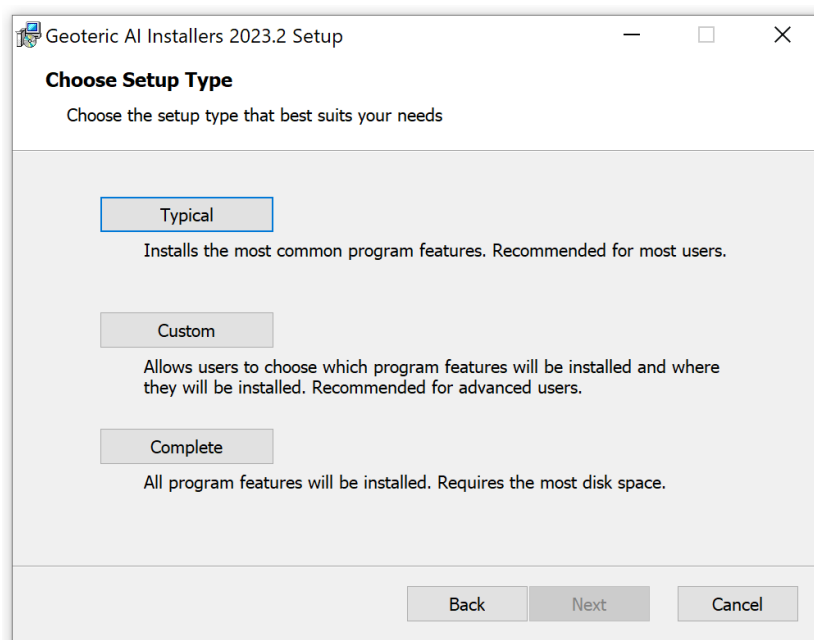 Geoteric AI Installers 2023.2 Setup
Choose Setup Type
Choose the setup type that best suits your needs
Typical
Installs the most common program features. Recommended for most users.
Custom
Allows users to choose which program features will be installed and where
they will be installed. Recommended for advanced users.
Complete
All program features will be installed. Requires the most disk space.
Back Next Cancel